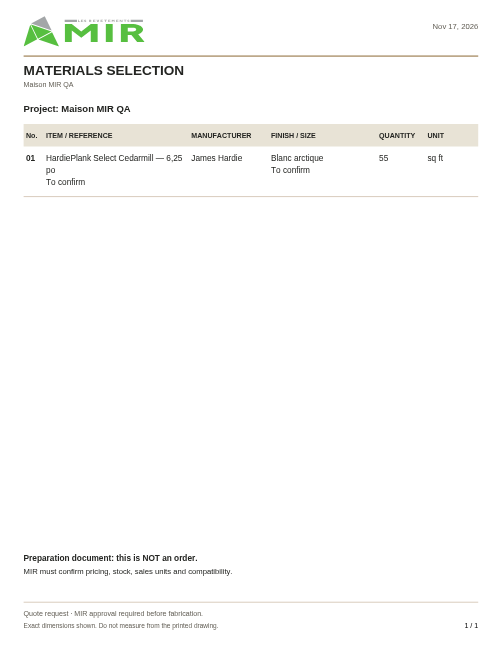 LES REVÊTEMENTS
MIR
Nov 17, 2026
MATERIALS SELECTION
Maison MIR QA
Project: Maison MIR QA
No. ITEM / REFERENCE MANUFACTURER FINISH / SIZE QUANTITY UNIT
01 HardiePlank Select Cedarmill — 6,25 James Hardie Blanc arctique 55 sq ft
po To confirm
To confirm
Preparation document: this is NOT an order.
MIR must confirm pricing, stock, sales units and compatibility.
Quote request · MIR approval required before fabrication.
Exact dimensions shown. Do not measure from the printed drawing. 1 / 1